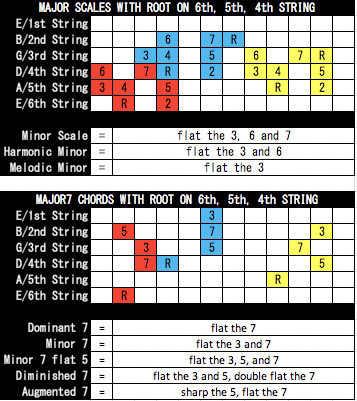 MAJOR SCALES WITH ROOT ON 6th, 5th, 4th STRING
E/1st String
B/2nd String 6 7 R
G/3rd String 3 4 5 6 7 R
D/4th String 6 7 R 2 3 4 5
A/5th String 3 4 5 R 2
E/6th String R 2
Minor Scale = flat the 3, 6 and 7
Harmonic Minor = flat the 3 and 6
Melodic Minor = flat the 3
MAJOR7 CHORDS WITH ROOT ON 6th, 5th, 4th STRING
E/1st String 3
B/2nd String 5 7 3
G/3rd String 3 5 7
D/4th String 7 R 5
A/5th String R
E/6th String R
Dominant 7 = flat the 7
Minor 7 = flat the 3 and 7
Minor 7 flat 5 = flat the 3, 5, and 7
Diminished 7 = flat the 3 and 5, double flat the 7
Augmented 7 = sharp the 5, flat the 7